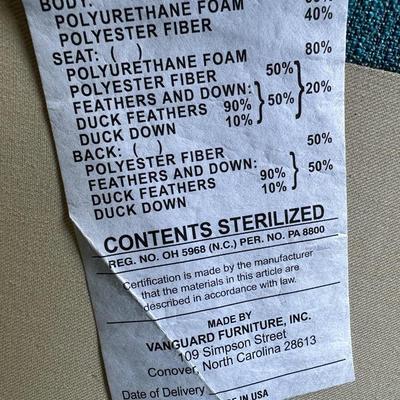 BODY:
POLYURETHANE FOAM
POLYESTER FIBER 40%
SEAT: ( )
POLYURETHANE FOAM 80%
POLYESTER FIBER 50%
FEATHERS AND DOWN: 50% 20%
DUCK FEATHERS 90%
DUCK DOWN 10%
BACK: ( )
POLYESTER FIBER 50%
FEATHERS AND DOWN: 50%
DUCK FEATHERS 90%
DUCK DOWN 10%
CONTENTS STERILIZED
REG. NO. OH 5968 (N.C.) PER. NO. PA 8800
Certification is made by the manufacturer
that the materials in this article are
described in accordance with law.
MADE BY
VANGUARD FURNITURE, INC.
109 Simpson Street
Conover, North Carolina 28613
Date of Delivery
IN USA